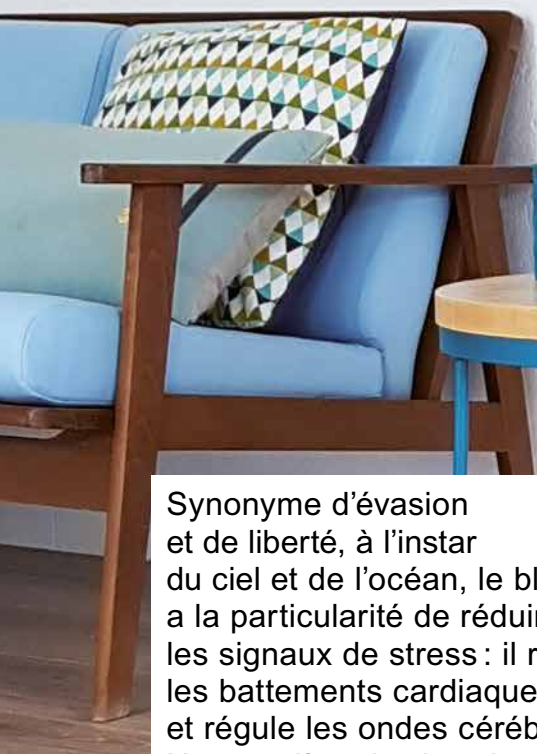 Synonyme d’évasion
et de liberté, à l’instar
du ciel et de l’océan, le
a la particularité de
les signaux de stress : il
les battements
et régule les ondes